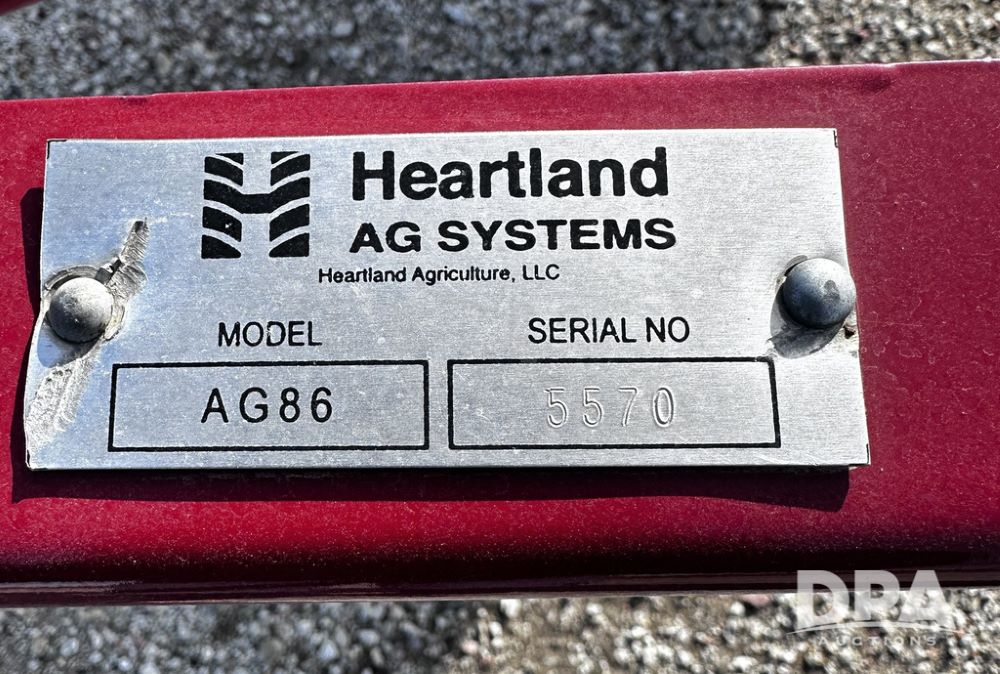 Heartland
AG SYSTEMS
Heartland Agriculture, LLC
MODEL
SERIAL NO
AG86
5570
DPA
AUCTIONS